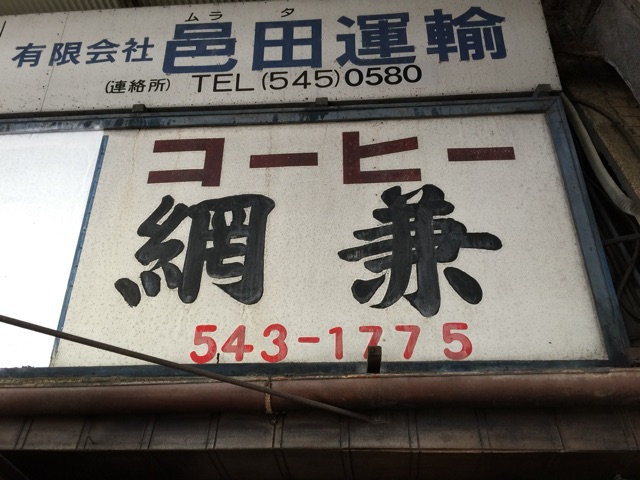 ムラタ
有限会社 邑田運輸
(連絡所) TEL(545)0580
コーヒー
網兼
543-1775